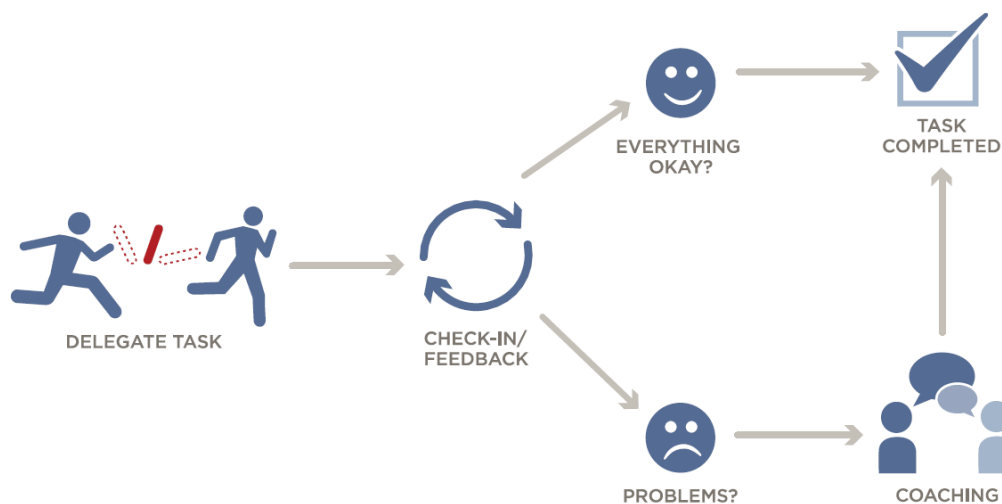 DELEGATE TASK
CHECK-IN/
FEEDBACK
EVERYTHING
OKAY?
TASK
COMPLETED
PROBLEMS?
COACHING